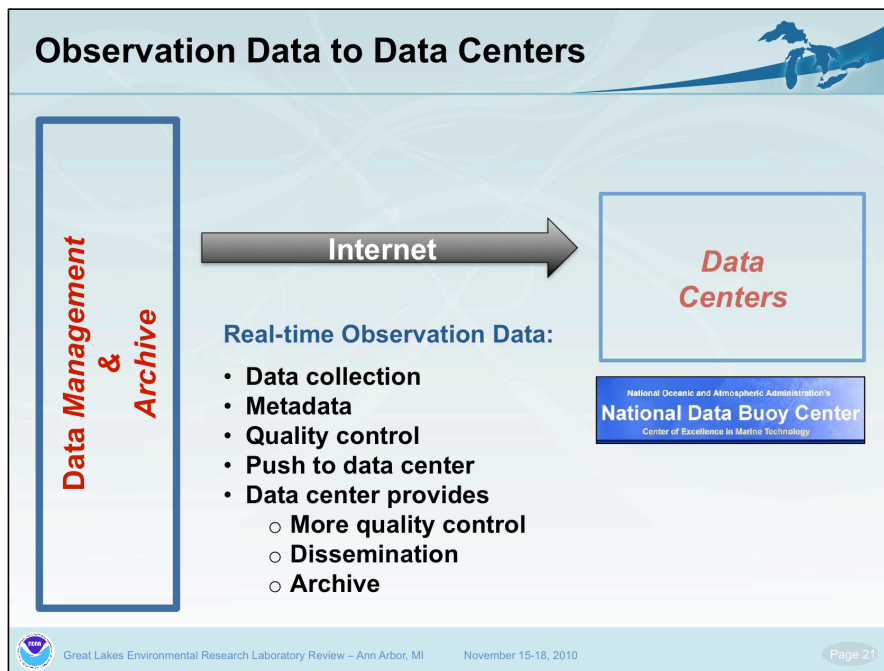 Observation Data to Data Centers
Data Management
&
Archive
Internet
Data
Centers
Real-time Observation Data:
• Data collection
• Metadata
• Quality control
• Push to data center
• Data center provides
o More quality control
o Dissemination
o Archive
National Oceanic and Atmospheric Administration's
National Data Buoy Center
Center of Excellence in Marine Technology
NOAA
Great Lakes Environmental Research Laboratory Review – Ann Arbor, MI
November 15-18, 2010
Page 21